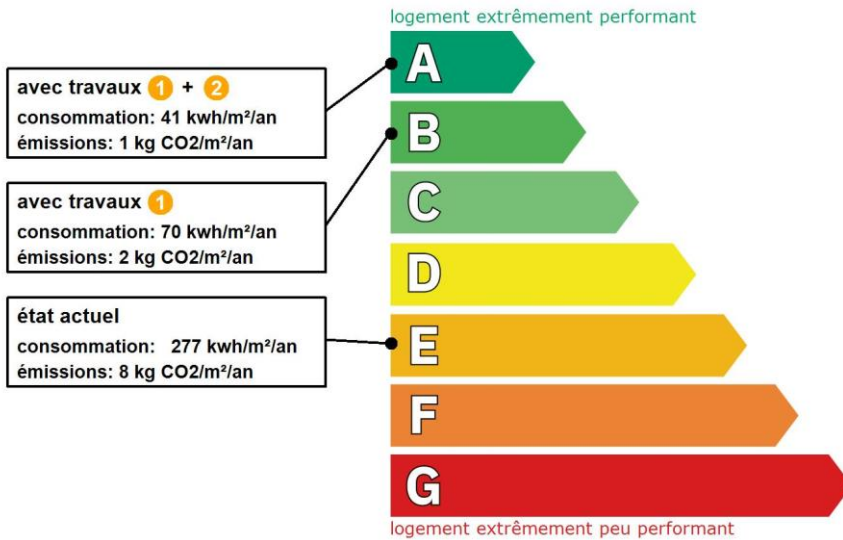 logement extrêmement performant
A
avec travaux 1 + 2
consommation: 41 kwh/m²/an
émissions: 1 kg CO2/m²/an
B
avec travaux 1
consommation: 70 kwh/m²/an
émissions: 2 kg CO2/m²/an
C
D
état actuel
consommation: 277 kwh/m²/an
émissions: 8 kg CO2/m²/an
E
F
G
logement extrêmement peu performant